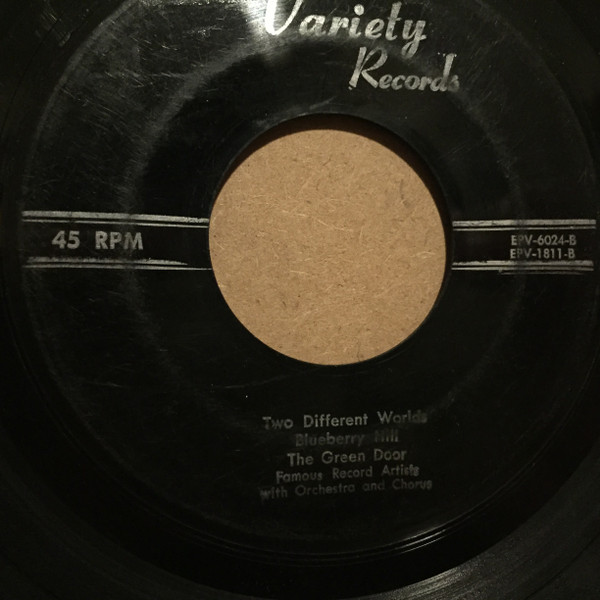 Variety
Records
45 RPM
EPV-6024-B
EPV-1811-B
Two Different Worlds
Blueberry Hill
The Green Door
Famous Record Artists
with Orchestra and Chorus